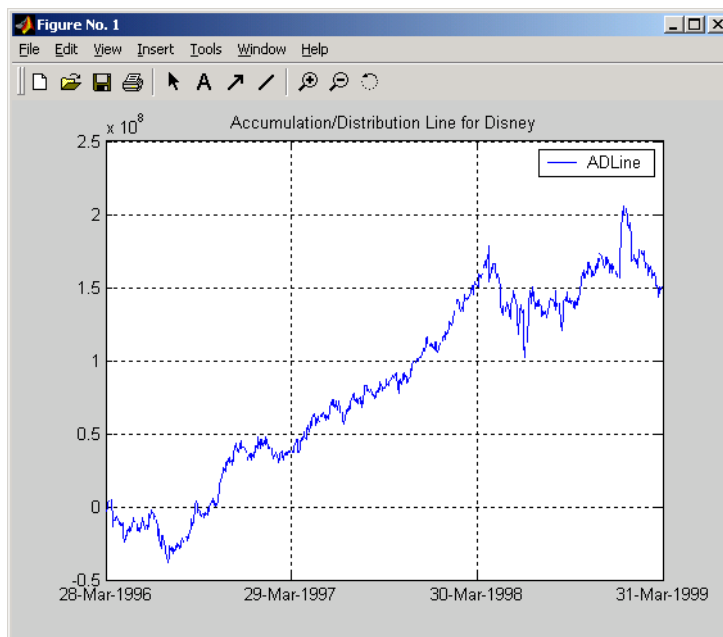 Figure No. 1
File Edit View Insert Tools Window Help
A
Accumulation/Distribution Line for Disney
x 10^8
2.5
ADLine
2
1.5
1
0.5
0
-0.5
28-Mar-1996 29-Mar-1997 30-Mar-1998 31-Mar-1999